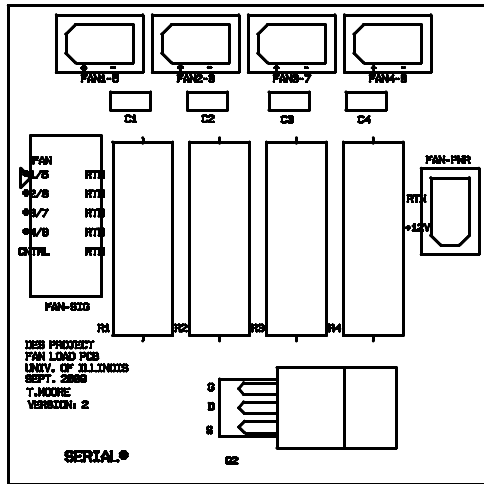 FAN1-5 FAN2-6 FAN3-7 FAN4-8
C1 C2 C3 C4
FAN
1/5 RTN
2/6 RTN
3/7 RTN
4/8 RTN
CNTRL RTN
FAN-SIG
FAN-PWR
RTN
+12V
R1 R2 R3 R4
DES PROJECT
FAN LOAD PCB
UNIV. OF ILLINOIS
SEPT. 2009
T.MOORE
VERSION: 2
G
D
S
Q2
SERIAL#